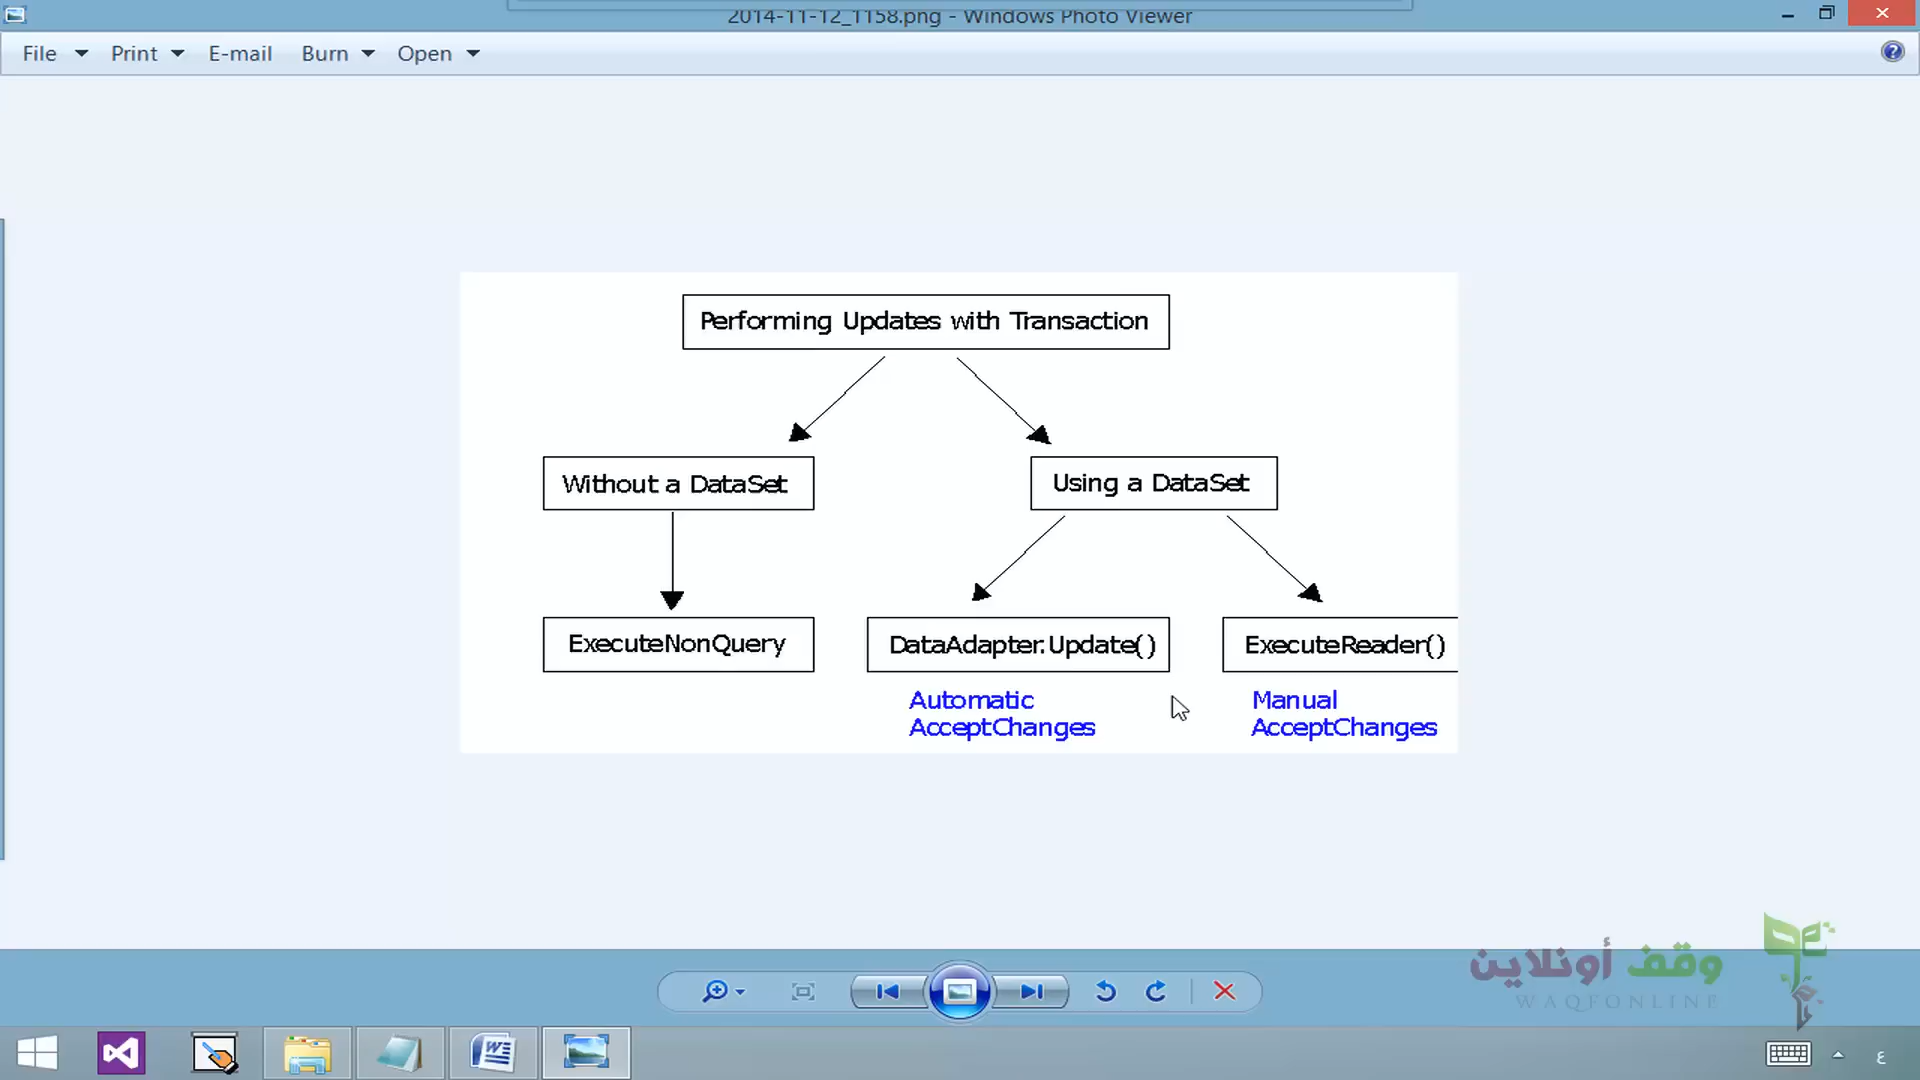 2014-11-12_1158.png - Windows Photo Viewer
File Print E-mail Burn Open
Performing Updates with Transaction
Without a DataSet Using a DataSet
ExecuteNonQuery DataAdapter.Update() ExecuteReader()
Automatic Manual
AcceptChanges AcceptChanges
وقف أونلاين
WAQFONLINE
ع